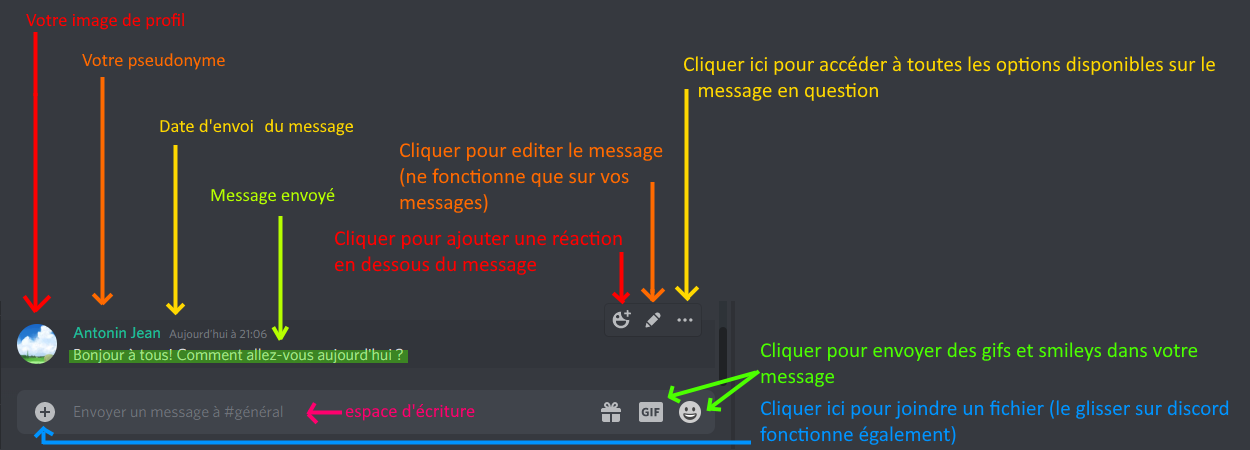 Votre image de profil
Votre pseudonyme
Cliquer ici pour accéder à toutes les options disponibles sur le
message en question
Date d'envoi du message
Cliquer pour editer le message
(ne fonctionne que sur vos
messages)
Message envoyé
Cliquer pour ajouter une réaction
en dessous du message
Antonin Jean Aujourd'hui à 21:06
Bonjour à tous! Comment allez-vous aujourd'hui ?
Cliquer pour envoyer des gifs et smileys dans votre
message
Envoyer un message à #général
espace d'écriture
GIF
Cliquer ici pour joindre un fichier (le glisser sur discord
fonctionne également)